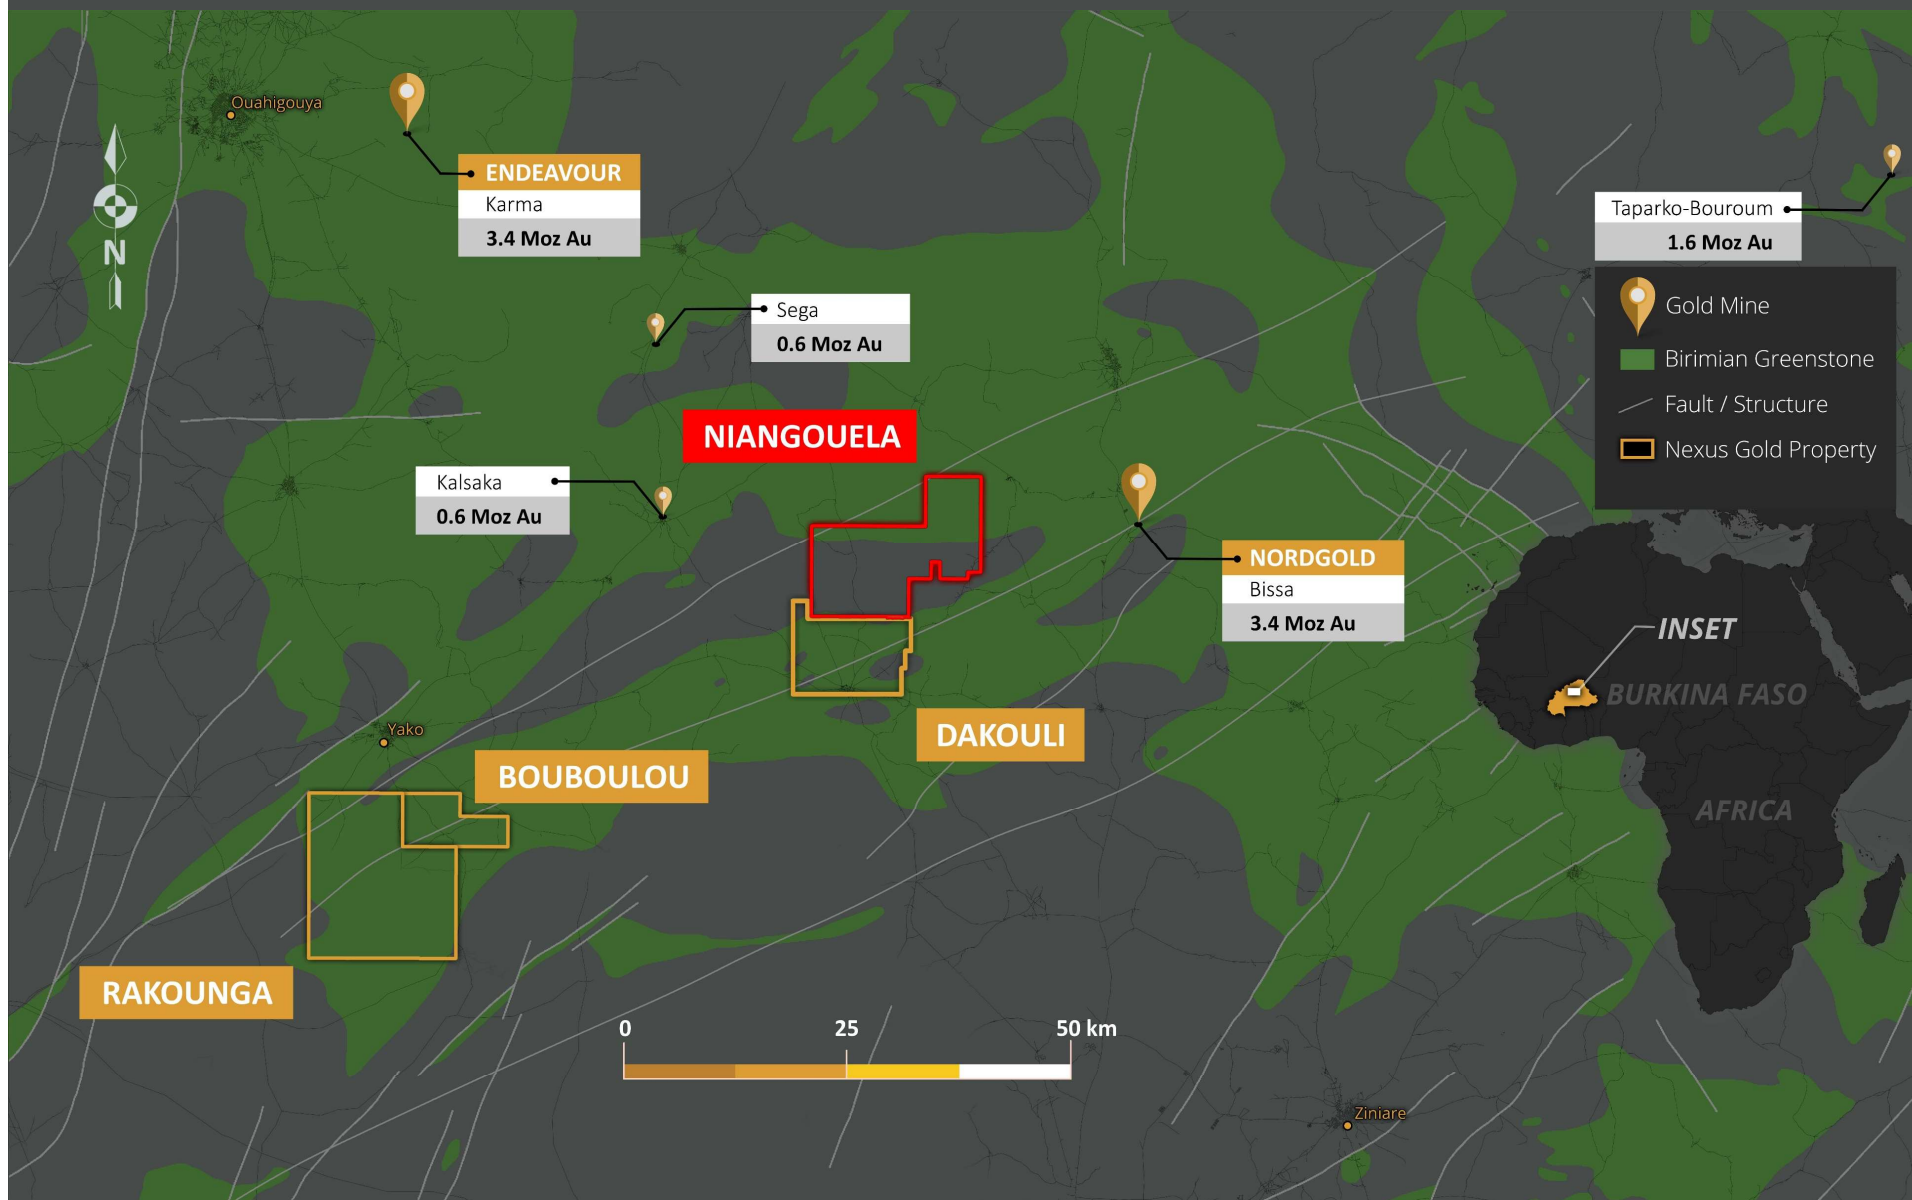 Ouahigouya
N
ENDEAVOUR
Karma
3.4 Moz Au
Taparko-Bouroum
1.6 Moz Au
Sega
0.6 Moz Au
Gold Mine
Birimian Greenstone
Fault / Structure
Nexus Gold Property
NIANGOUELA
Kalsaka
0.6 Moz Au
NORDGOLD
Bissa
3.4 Moz Au
INSET
BURKINA FASO
AFRICA
Yako
DAKOULI
BOUBOULOU
RAKOUNGA
0 25 50 km
Ziniare